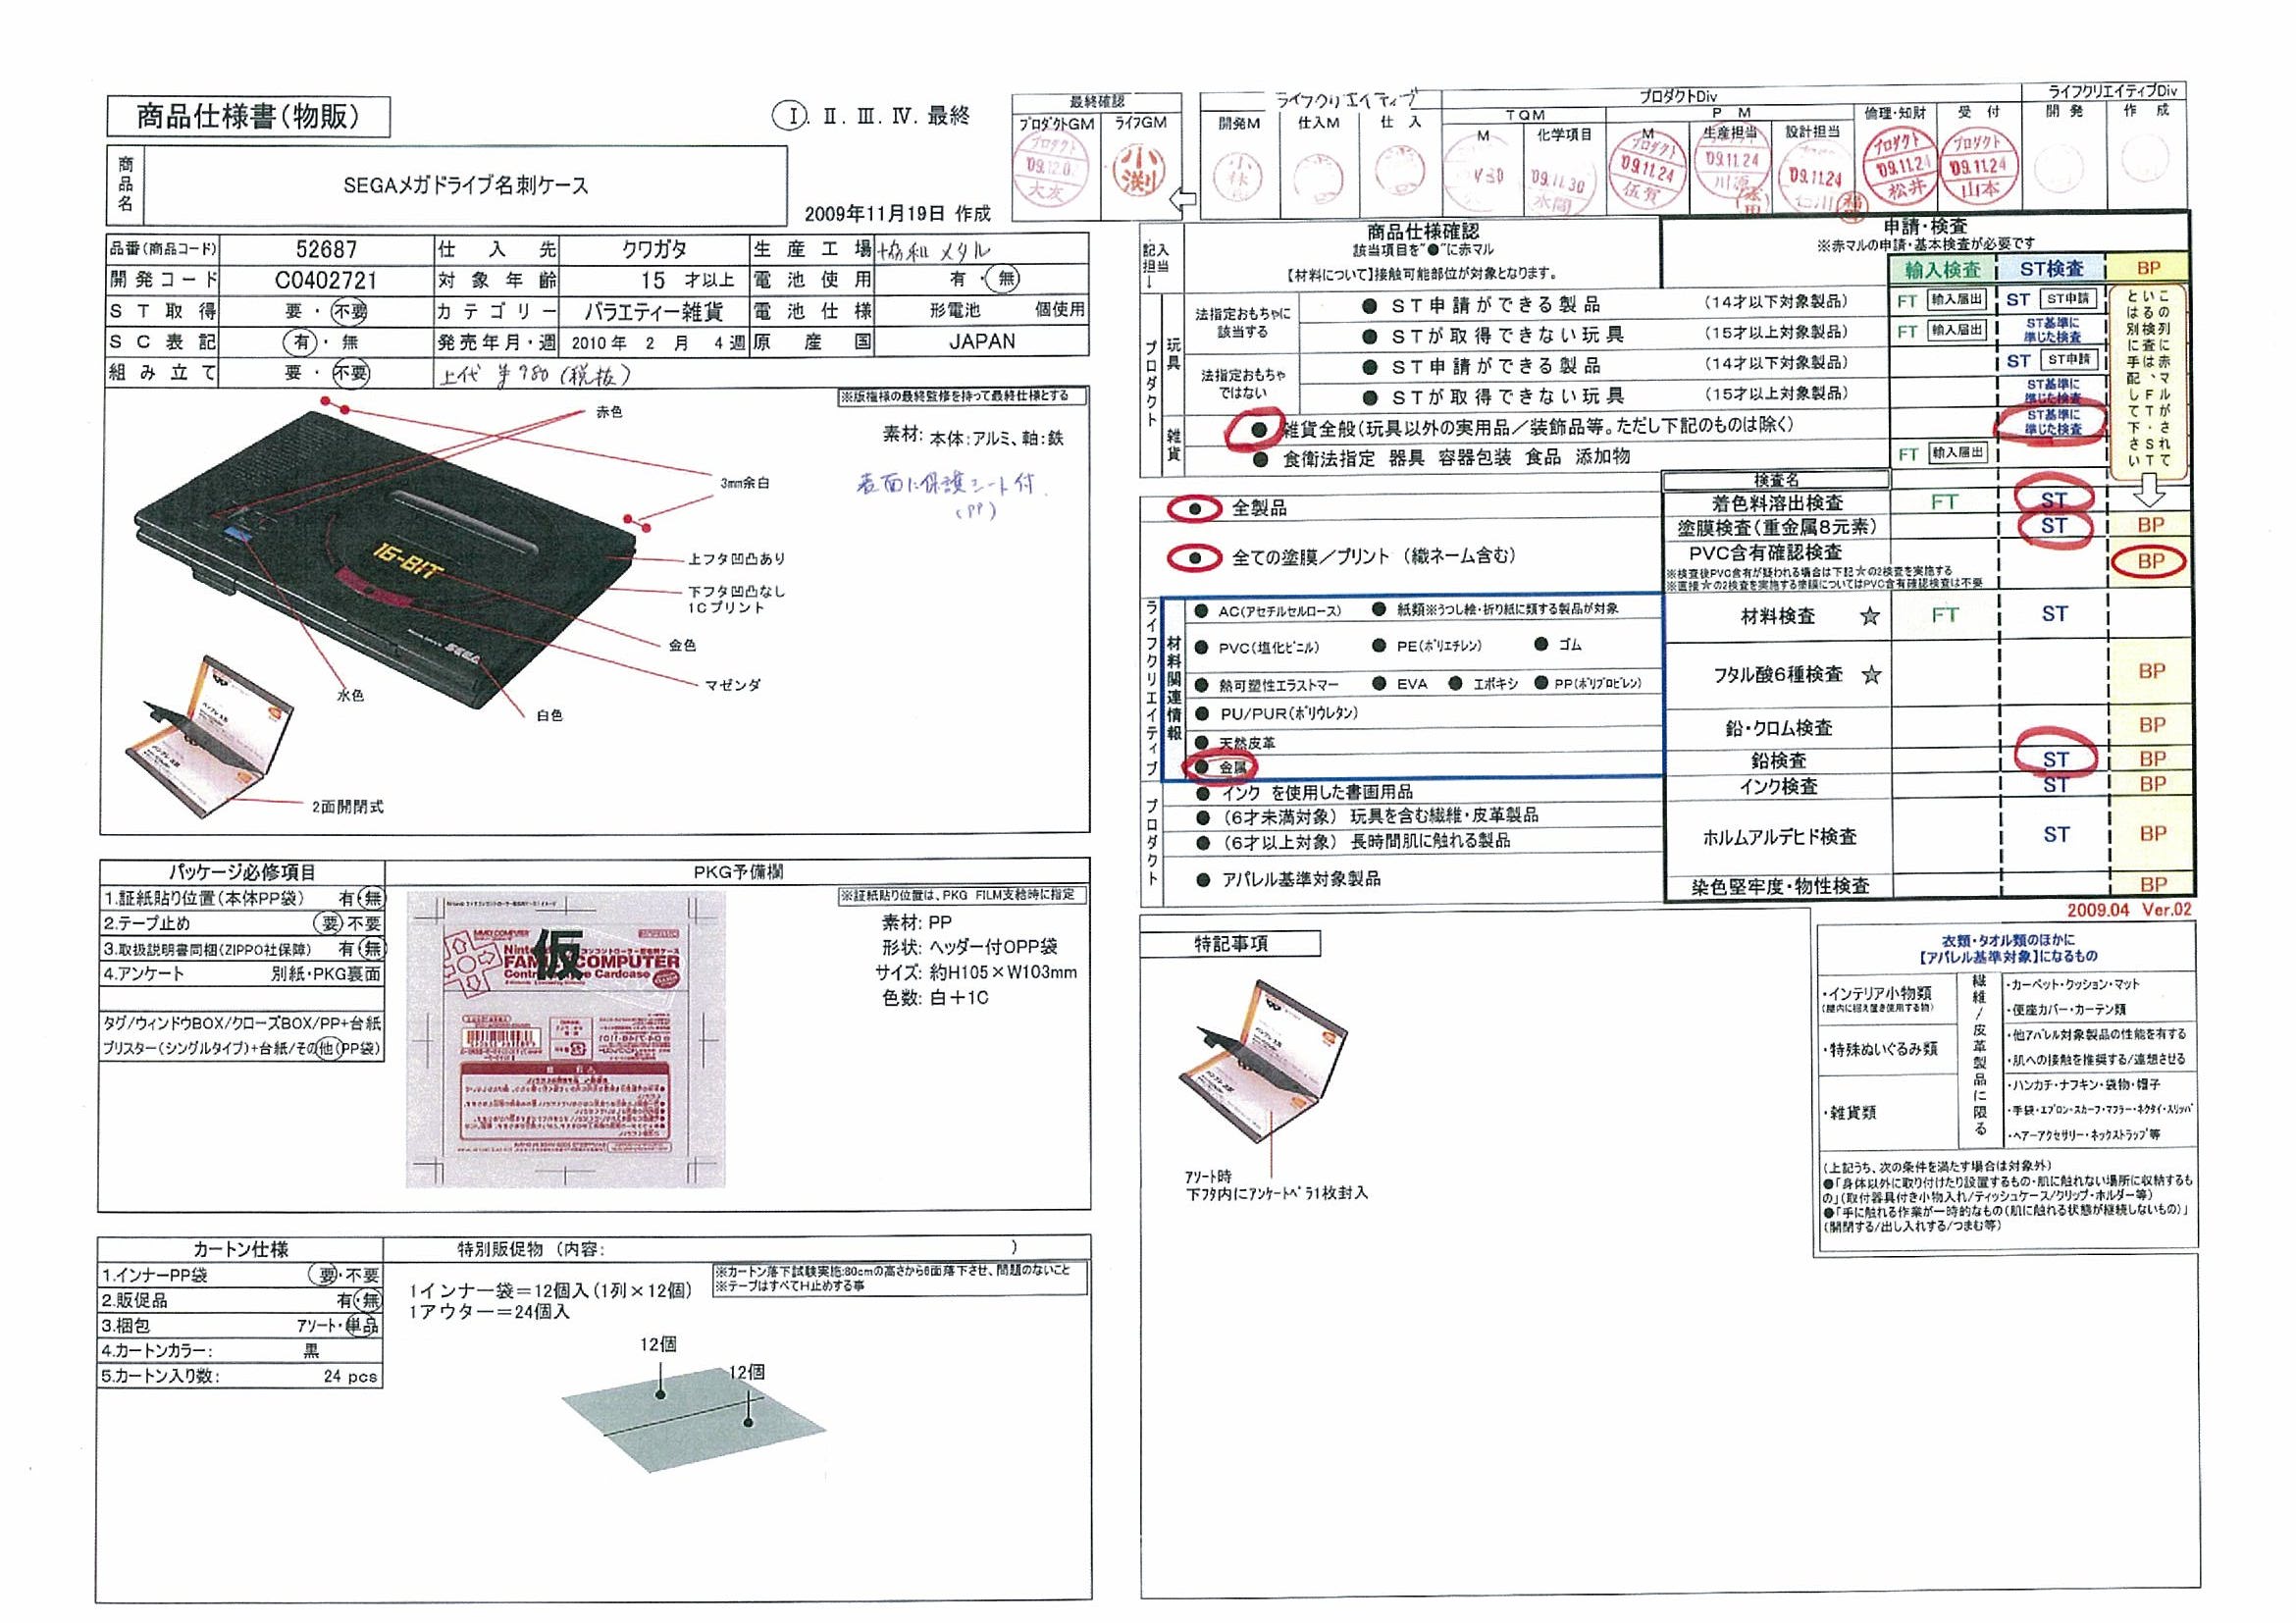 商品仕様書(物販)
Ⅰ. Ⅱ. Ⅲ. Ⅳ. 最終
商品名
SEGAメガドライブ名刺ケース
2009年11月19日 作成
最終確認
プロダクトGM ライフGM
プロダクト '09.12.0 大友
小渕
ライフクリエイティブ
開発M 仕入M 仕 入
プロダクトDiv
TQM
M 化学項目
'09.11.30 水間
P M
M 生産担当 設計担当
プロダクト '09.11.24 伍賀
'09.11.24
'09.11.24
倫理・知財 受 付
プロダクト '09.11.24 松井
プロダクト '09.11.24 山本
ライフクリエイティブDiv
開 発 作 成
品番(商品コード) 52687 仕 入 先 クワガタ 生 産 工 場 協和メタル
開発コード C0402721 対 象 年 齢 15 才以上 電 池 使 用 有 ・ 無
ST取得 要 ・ 不要 カテゴリー バラエティー雑貨 電 池 仕 様 形電池 個使用
SC表記 有 ・ 無 発売年月・週 2010 年 2 月 4 週 原 産 国 JAPAN
組み立て 要 ・ 不要 上代 ¥980 (税抜)
※版権様の最終監修を持って最終仕様とする
赤色
素材: 本体:アルミ、軸:鉄
3mm余白
表面に保護シート付
(PP)
上フタ凹凸あり
下フタ凹凸なし
1Cプリント
16-BIT
SEGA
金色
マゼンダ
水色
白色
2面開閉式
パッケージ必修項目
1.証紙貼り位置(本体PP袋) 有・無
2.テープ止め 要・不要
3.取扱説明書同梱(ZIPPO社保障) 有・無
4.アンケート 別紙・PKG裏面
タグ/ウィンドウBOX/クローズBOX/PP+台紙
ブリスター(シングルタイプ)+台紙/その他(PP袋)
PKG予備欄
※証紙貼り位置は、PKG FILM支給時に指定
仮
FAMILY COMPUTER
素材: PP
形状: ヘッダー付OPP袋
サイズ: 約H105×W103mm
色数: 白+1C
カートン仕様
1.インナーPP袋 要・不要
2.販促品 有・無
3.梱包 アソート・単品
4.カートンカラー: 黒
5.カートン入り数: 24 pcs
特別販促物 (内容: )
1インナー袋=12個入(1列×12個)
1アウター=24個入
※カートン落下試験実施:80cmの高さから6面落下させ、問題のないこと
※テープはすべてH止めする事
12個
12個
記入担当↓
商品仕様確認
該当項目を"●"に赤マル
【材料について】接触可能部位が対象となります。
申請・検査
※赤マルの申請・基本検査が必要です
輸入検査 ST検査 BP
プロダクト
玩具
法指定おもちゃに該当する
● ST申請ができる製品 (14才以下対象製品) FT 輸入届出 ST ST申請
● STが取得できない玩具 (15才以上対象製品) FT 輸入届出 ST基準に準じた検査
法指定おもちゃではない
● ST申請ができる製品 (14才以下対象製品) ST ST申請
● STが取得できない玩具 (15才以上対象製品) ST基準に準じた検査
雑貨
● 雑貨全般(玩具以外の実用品/装飾品等。ただし下記のものは除く) ST基準に準じた検査
● 食衛法指定 器具 容器包装 食品 添加物 FT 輸入届出
この列に赤マルがされている検査は、FT・STとは別に手配して下さい
検査名
● 全製品
● 全ての塗膜/プリント (織ネーム含む)
着色料溶出検査 FT ST
塗膜検査(重金属8元素) ST BP
PVC含有確認検査 BP
※検査後PVC含有が疑われる場合は下記☆の2検査を実施する
※直接☆の2検査を実施する塗膜についてはPVC含有確認検査は不要
ライフクリエイティブ
材料関連情報
● AC(アセチルセルロース) ● 紙類※うつし絵・折り紙に類する製品が対象
● PVC(塩化ビニル) ● PE(ポリエチレン) ● ゴム
● 熱可塑性エラストマー ● EVA ● エポキシ ● PP(ポリプロピレン)
● PU/PUR(ポリウレタン)
● 天然皮革
● 金属
材料検査 ☆ FT ST
フタル酸6種検査 ☆ BP
鉛・クロム検査 BP
鉛検査 ST BP
プロダクト
● インク を使用した書画用品 インク検査 ST BP
● (6才未満対象) 玩具を含む繊維・皮革製品
● (6才以上対象) 長時間肌に触れる製品
ホルムアルデヒド検査 ST BP
● アパレル基準対象製品 染色堅牢度・物性検査 BP
2009.04 Ver.02
特記事項
アソート時
下フタ内にアンケートペラ1枚封入
衣類・タオル類のほかに
【アパレル基準対象】になるもの
・インテリア小物類
(屋内に据え置き使用する物)
・特殊ぬいぐるみ類
・雑貨類
繊維/皮革製品に限る
・カーペット・クッション・マット
・便座カバー・カーテン類
・他アパレル対象製品の性能を有する
・肌への接触を推奨する/連想させる
・ハンカチ・ナフキン・袋物・帽子
・手袋・エプロン・スカーフ・マフラー・ネクタイ・スリッパ
・ヘアーアクセサリー・ネックストラップ等
(上記うち、次の条件を満たす場合は対象外)
●「身体以外に取り付けたり設置するもの・肌に触れない場所に収納するも
の」(取付器具付き小物入れ/ティッシュケース/クリップ・ホルダー等)
●「手に触れる作業が一時的なもの(肌に触れる状態が継続しないもの)」
(開閉する/出し入れする/つまむ等)